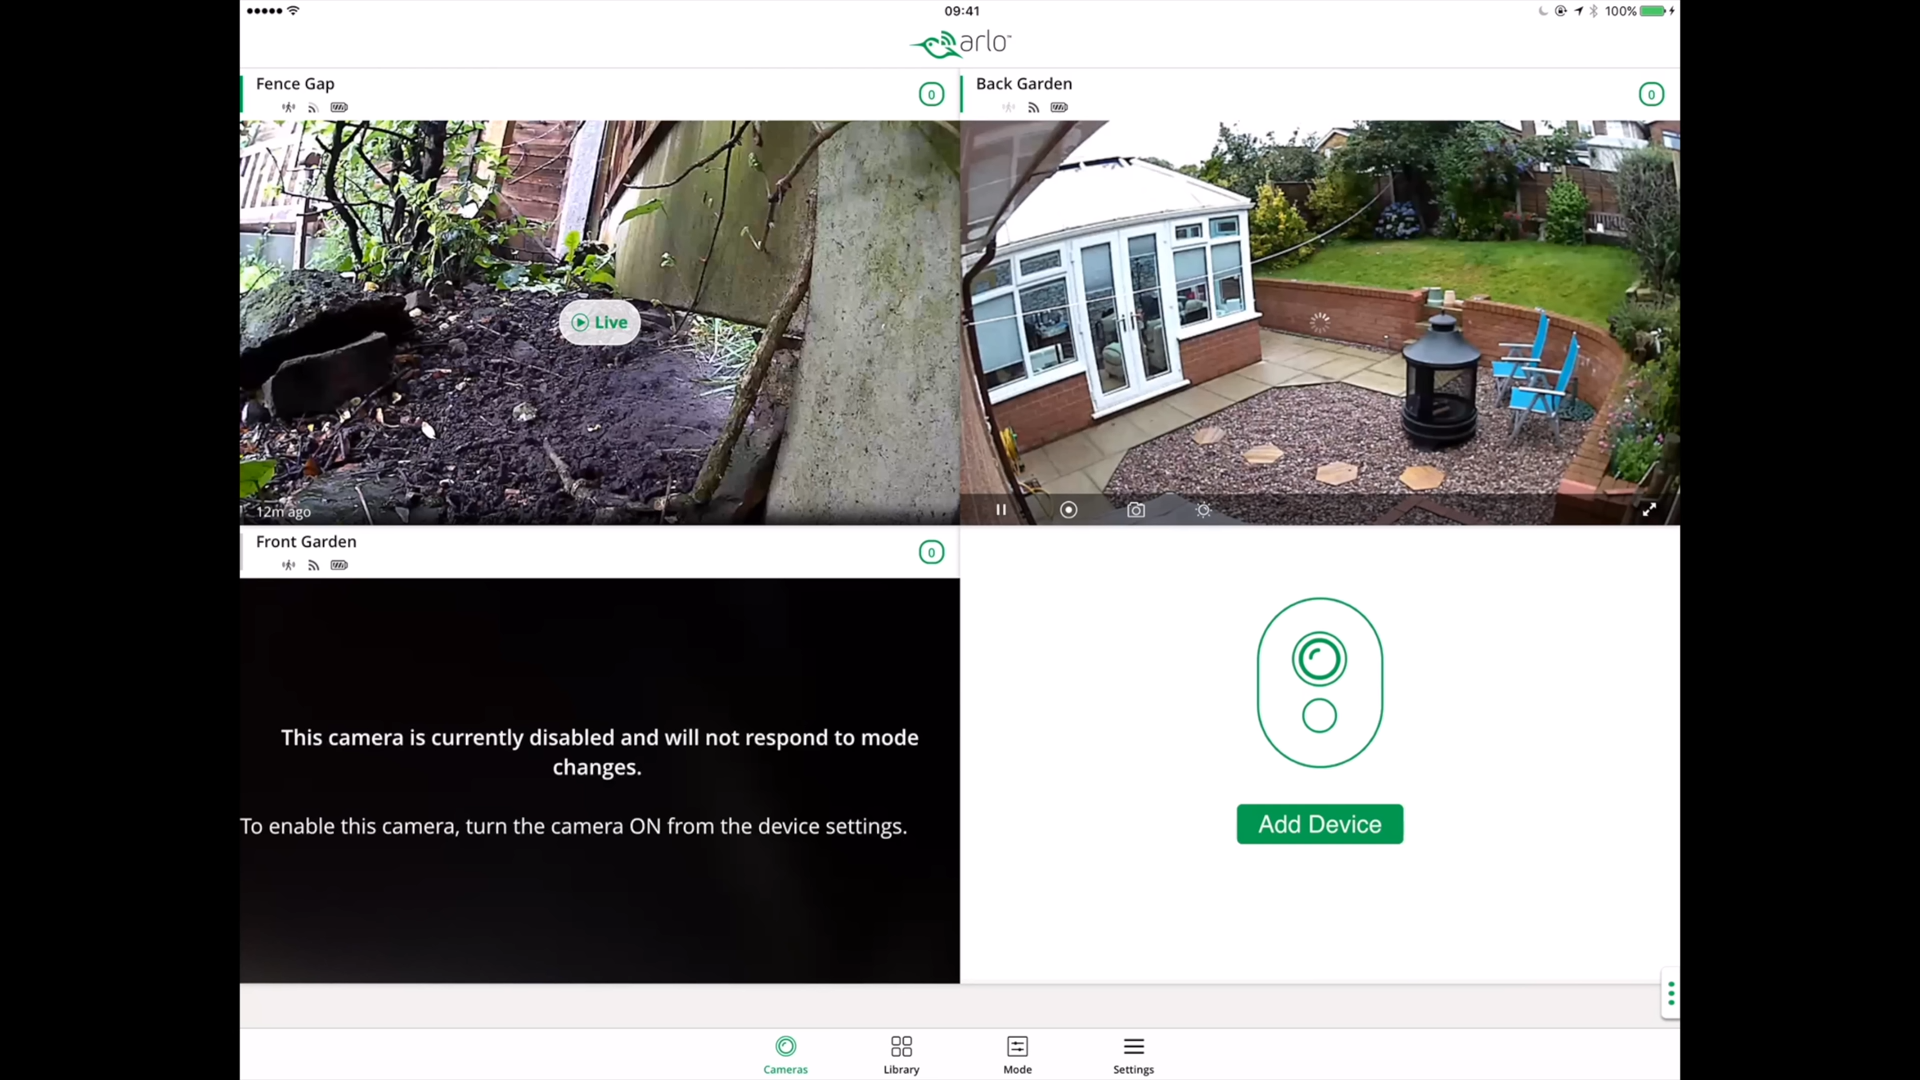 09:41
100%
arlo™
Fence Gap
0
Back Garden
0
Live
12m ago
Front Garden
0
This camera is currently disabled and will not respond to mode
changes.
To enable this camera, turn the camera ON from the device settings.
Add Device
Cameras
Library
Mode
Settings